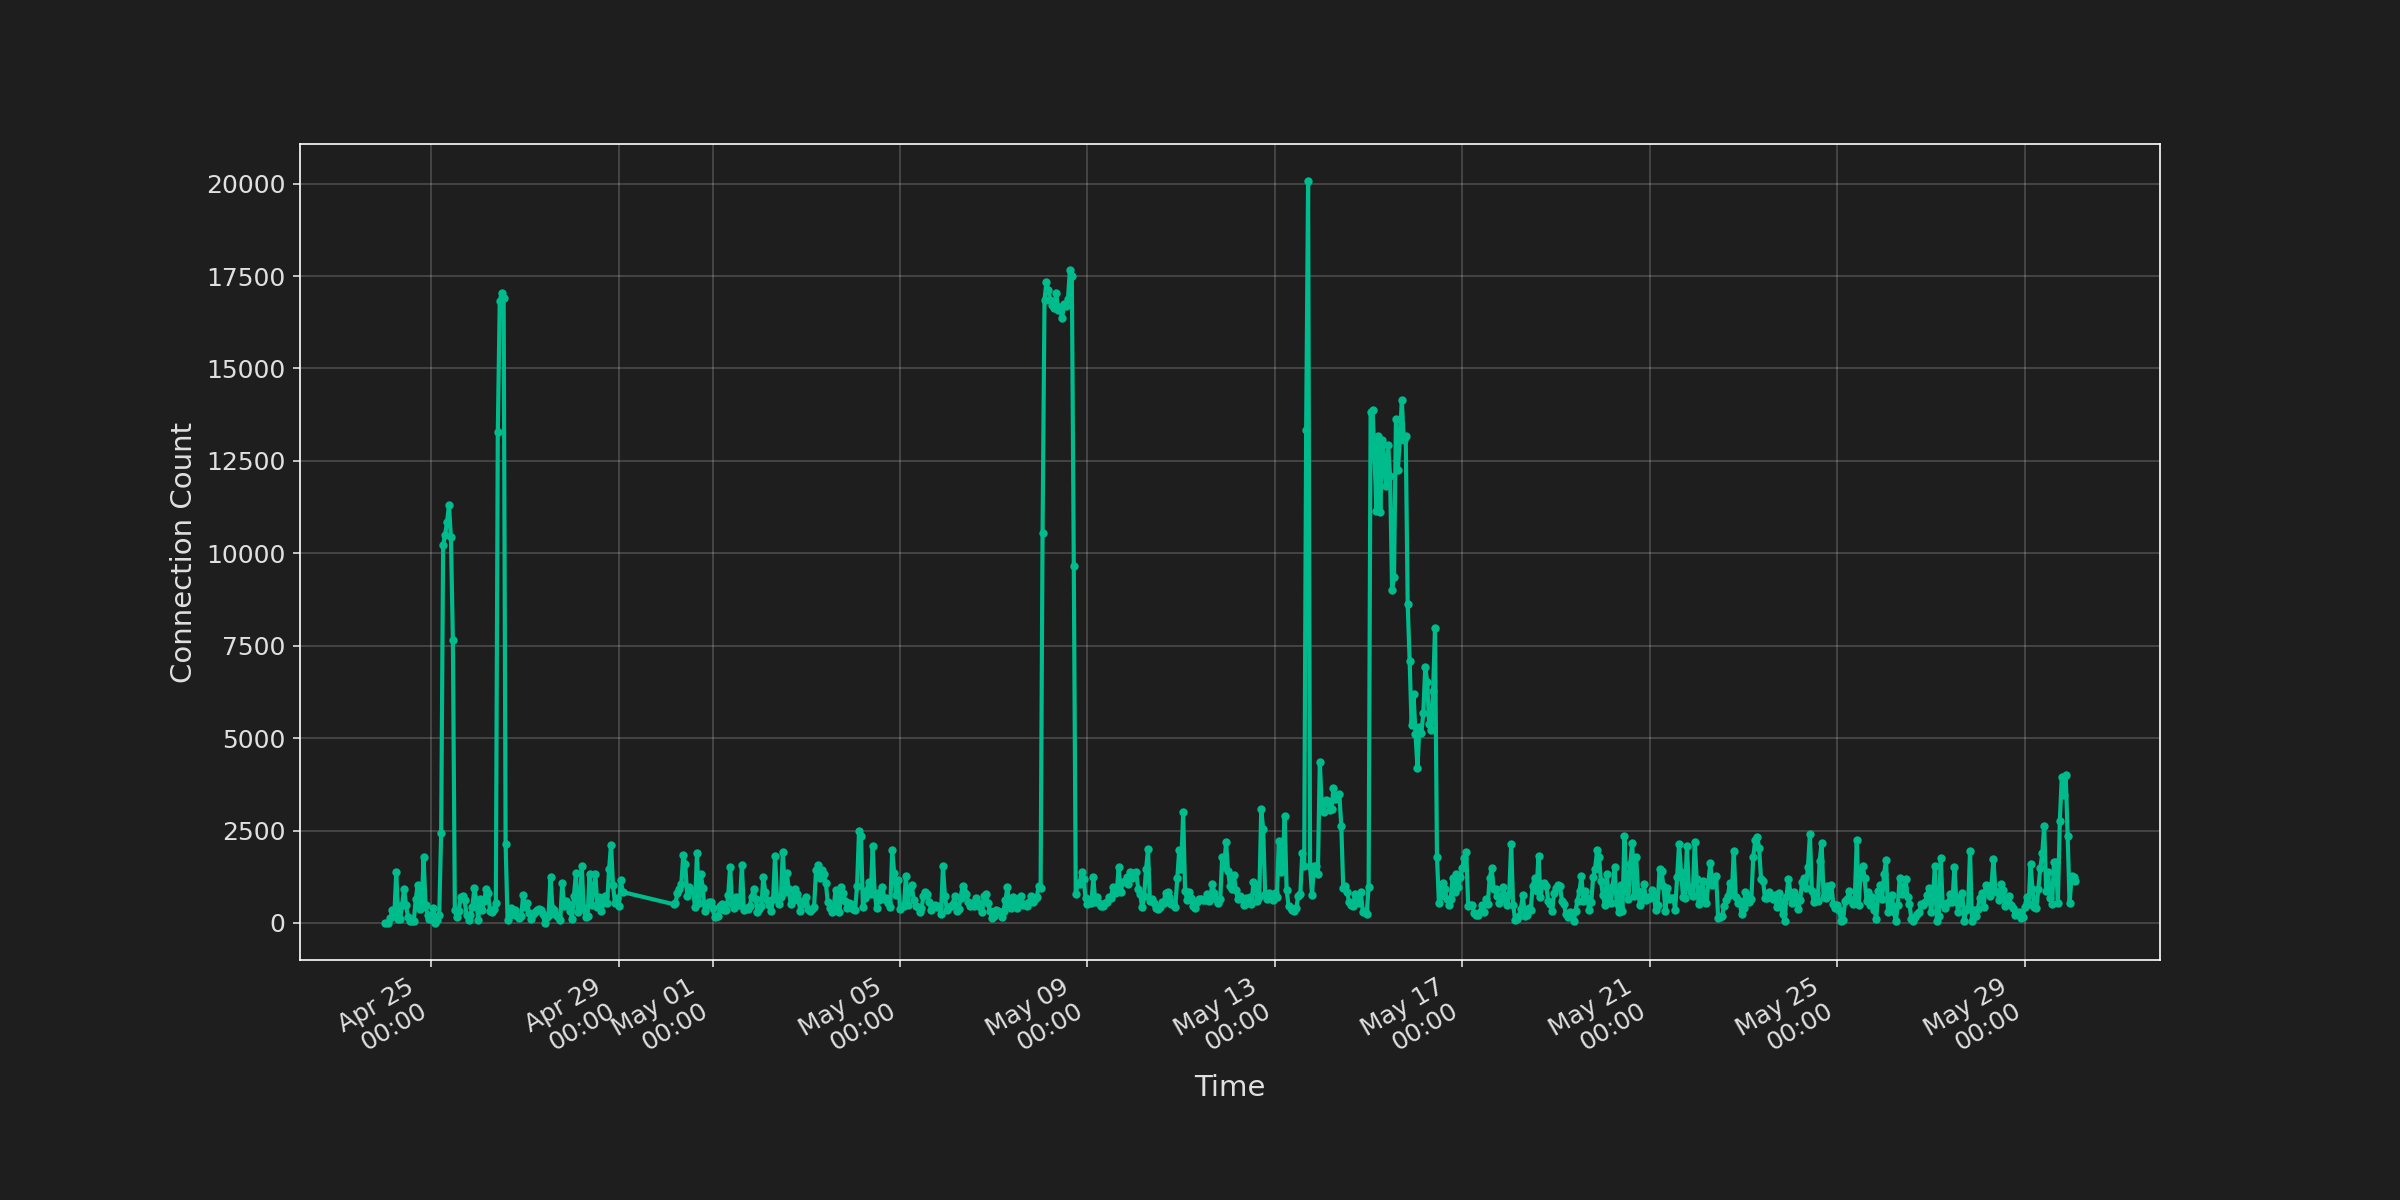 20000
17500
15000
12500
10000
7500
5000
2500
0
Connection Count
Apr 25
00:00
Apr 29
00:00
May 01
00:00
May 05
00:00
May 09
00:00
May 13
00:00
May 17
00:00
May 21
00:00
May 25
00:00
May 29
00:00
Time